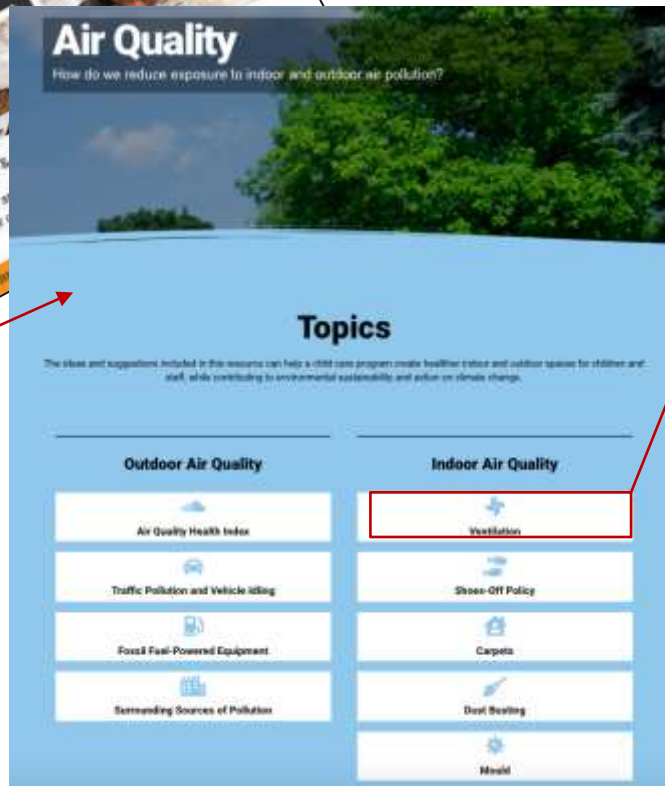 Air Quality
How do we reduce exposure to indoor and outdoor air pollution?
Topics
The ideas and suggestions included in this resource can help a child care program create healthier indoor and outdoor spaces for children and
staff, while contributing to environmental sustainability and action on climate change.
Outdoor Air Quality
Indoor Air Quality
Air Quality Health Index
Ventilation
Traffic Pollution and Vehicle Idling
Shoes-Off Policy
Fossil Fuel-Powered Equipment
Carpets
Surrounding Sources of Pollution
Dust Busting
Mould